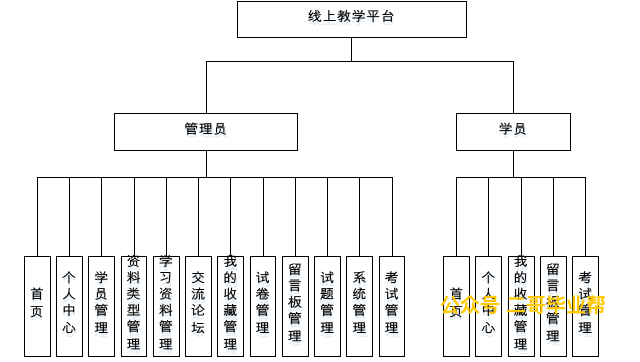 线上教学平台
管理员
学员
首页
个人中心
学员管理
资料类型管理
学习资料管理
交流论坛
我的收藏管理
试卷管理
留言板管理
试题管理
系统管理
考试管理
首页
个人中心
我的收藏管理
留言板管理
考试管理
公众号 二哥毕业帮